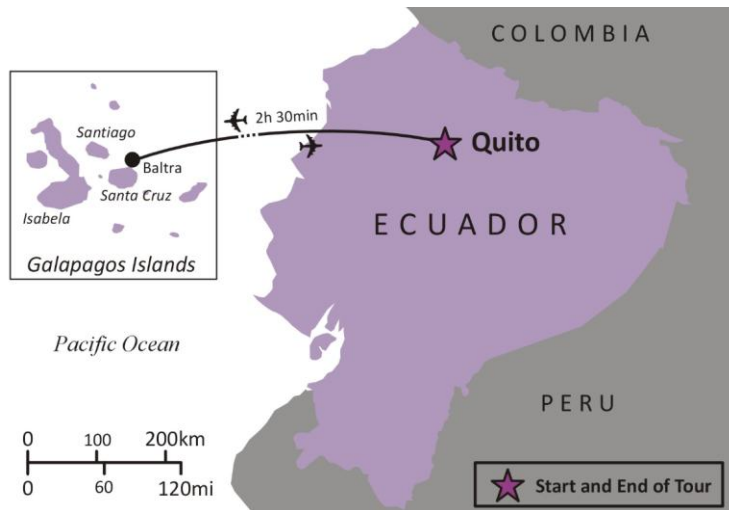 COLOMBIA
2h 30min
Quito
Santiago
Baltra
Santa Cruz
Isabela
ECUADOR
Galapagos Islands
Pacific Ocean
PERU
0 100 200km
0 60 120mi
Start and End of Tour